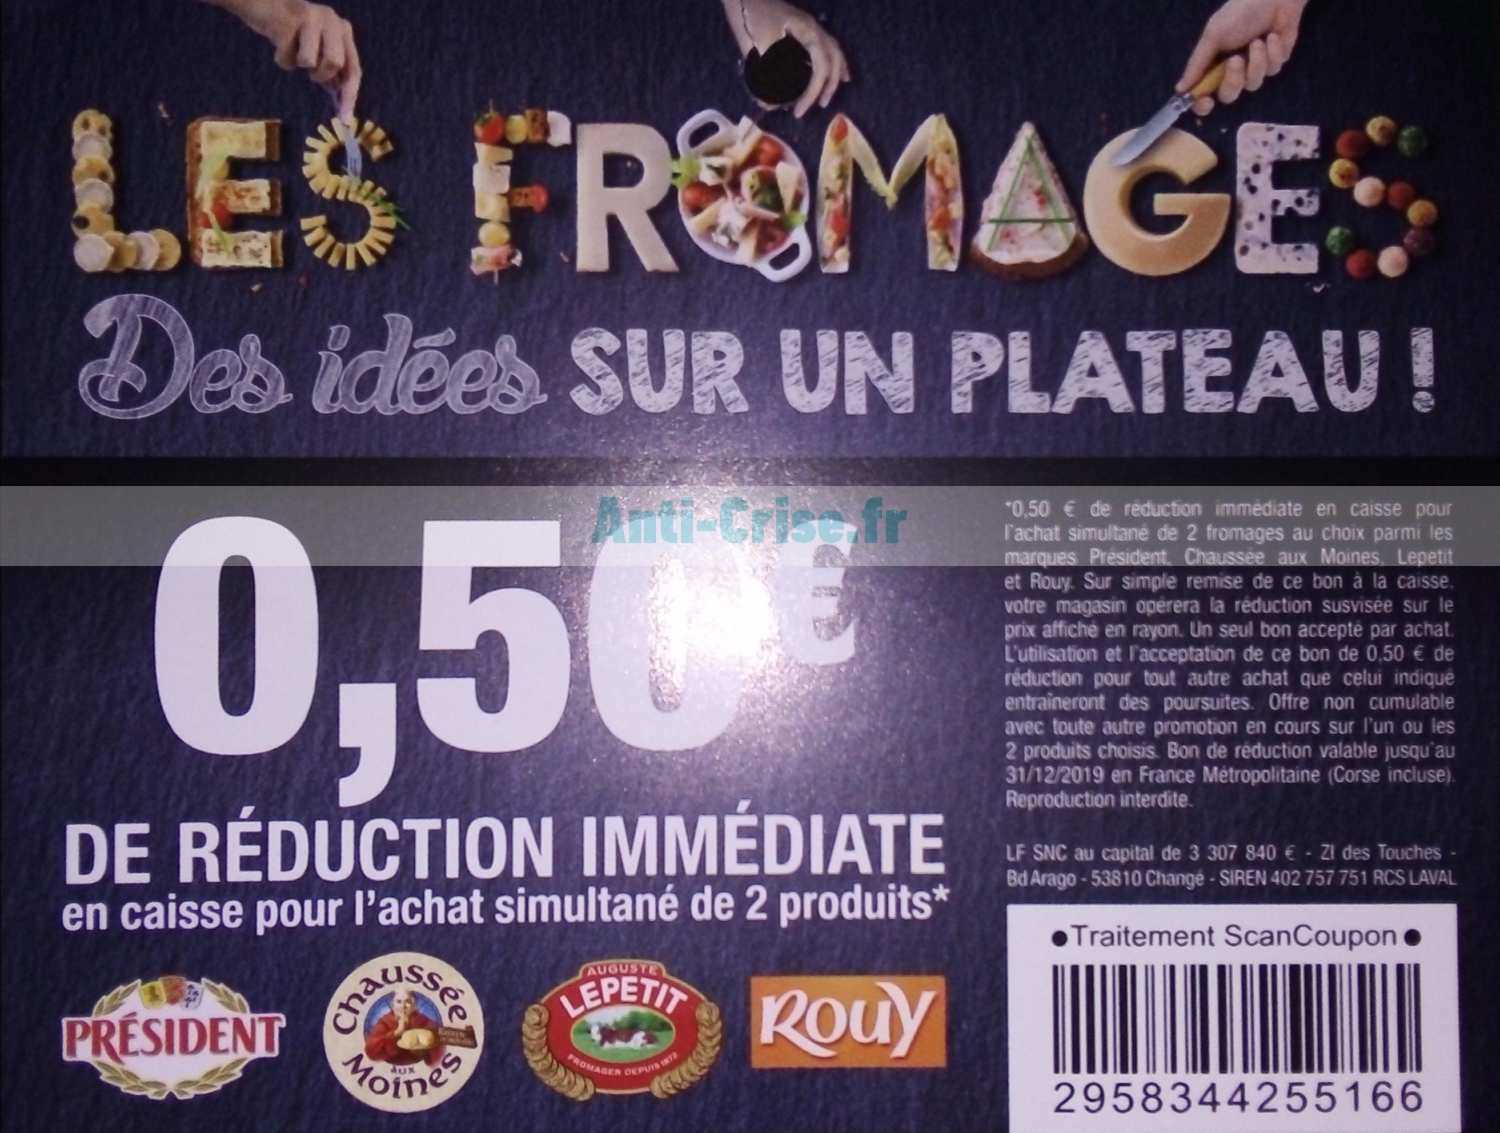 LES FROMAGES
Des idées SUR UN PLATEAU !
Anti-Crise.fr
0,50 €
DE RÉDUCTION IMMÉDIATE
en caisse pour l'achat simultané de 2 produits*
PRÉSIDENT
Chaussée
aux
Moines
AUGUSTE
LEPETIT
FROMAGER DEPUIS 1872
ROUY
*0,50 € de réduction immédiate en caisse pour
l'achat simultané de 2 fromages au choix parmi les
marques Président, Chaussée aux Moines, Lepetit
et Rouy. Sur simple remise de ce bon à la caisse,
votre magasin opérera la réduction susvisée sur le
prix affiché en rayon. Un seul bon accepté par achat.
L'utilisation et l'acceptation de ce bon de 0,50 € de
réduction pour tout autre achat que celui indiqué
entraîneront des poursuites. Offre non cumulable
avec toute autre promotion en cours sur l'un ou les
2 produits choisis. Bon de réduction valable jusqu'au
31/12/2019 en France Métropolitaine (Corse incluse).
Reproduction interdite.
LF SNC au capital de 3 307 840 € - ZI des Touches -
Bd Arago - 53810 Changé - SIREN 402 757 751 RCS LAVAL
●Traitement ScanCoupon ●
2958344255166